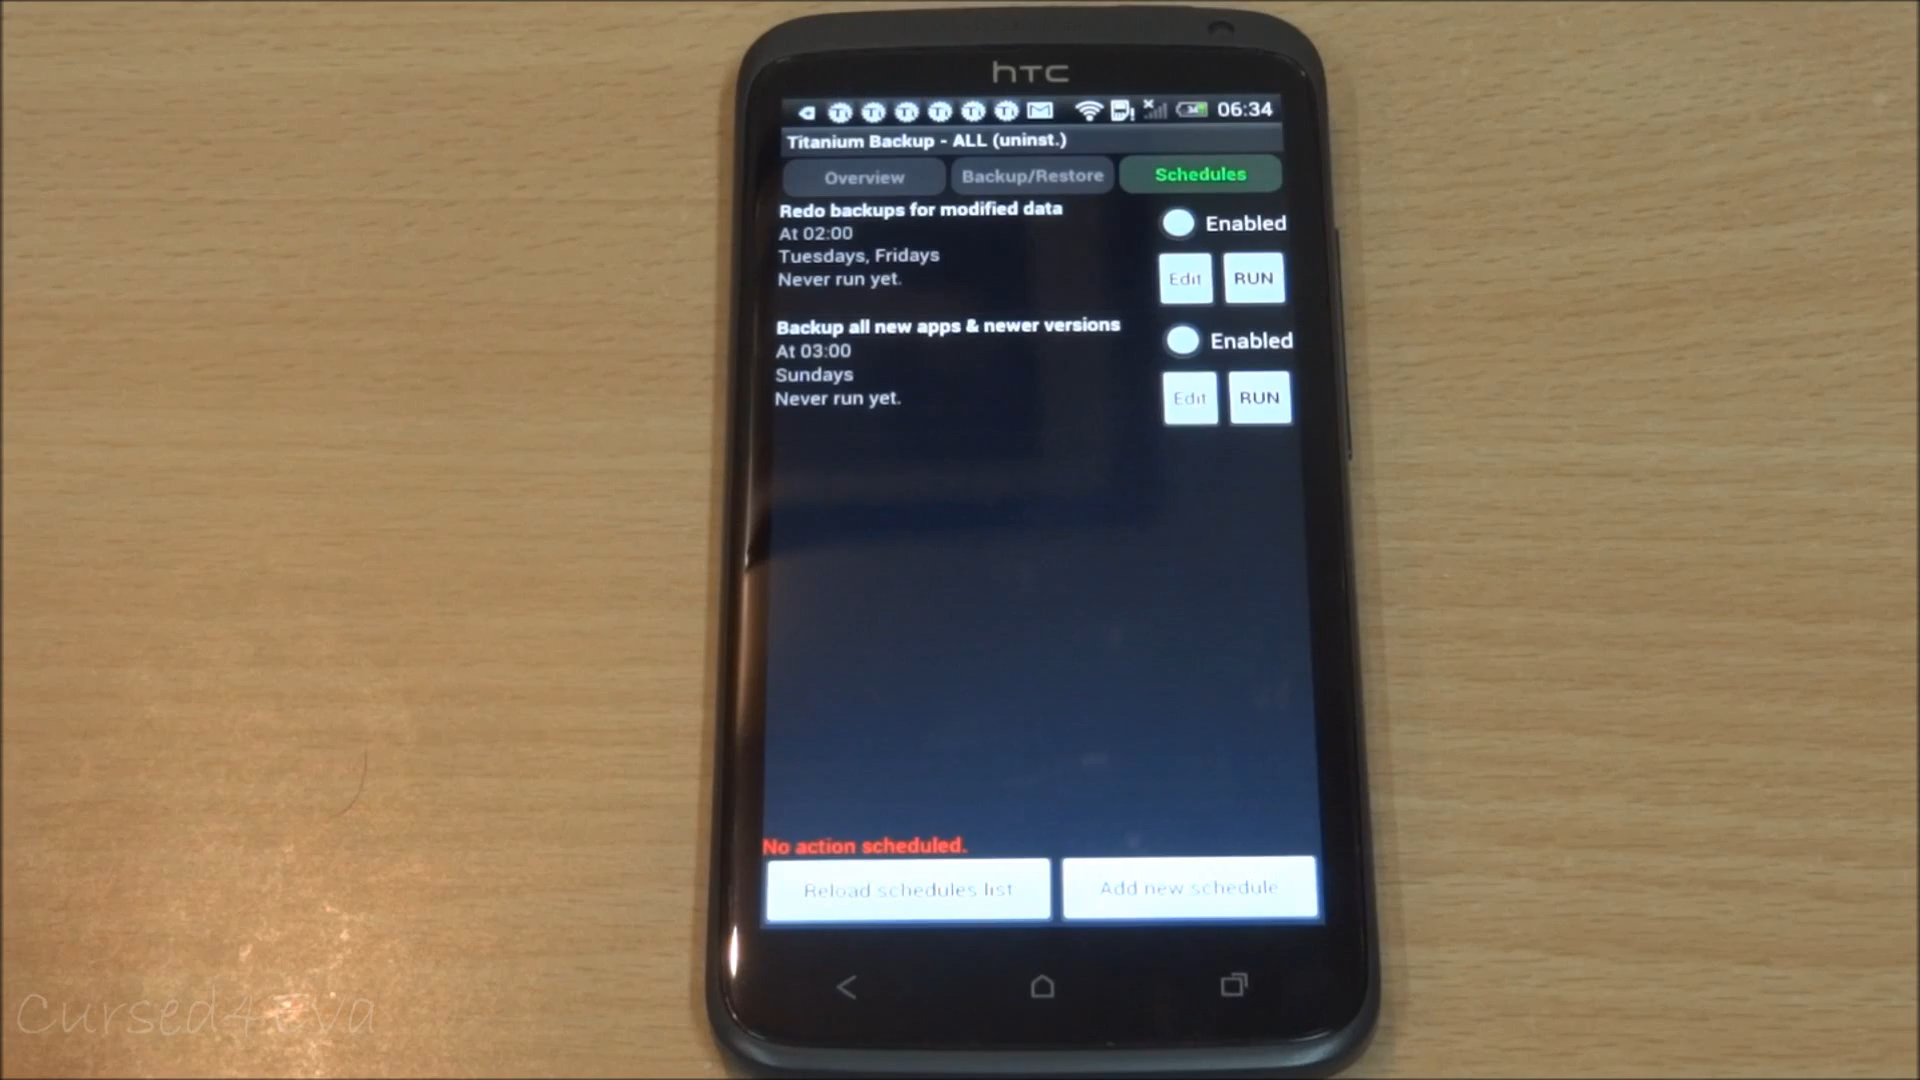 hTC
06:34
Titanium Backup - ALL (uninst.)
Overview
Backup/Restore
Schedules
Redo backups for modified data
At 02:00
Tuesdays, Fridays
Never run yet.
Enabled
Edit
RUN
Backup all new apps & newer versions
At 03:00
Sundays
Never run yet.
Enabled
Edit
RUN
No action scheduled.
Reload schedules list
Add new schedule
Cursed4Eva